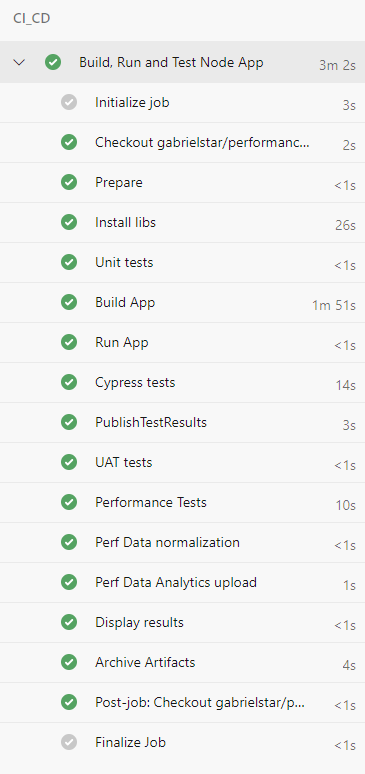 CI_CD
Build, Run and Test Node App 3m 2s
Initialize job 3s
Checkout gabrielstar/performanc... 2s
Prepare <1s
Install libs 26s
Unit tests <1s
Build App 1m 51s
Run App <1s
Cypress tests 14s
PublishTestResults 3s
UAT tests <1s
Performance Tests 10s
Perf Data normalization <1s
Perf Data Analytics upload 1s
Display results <1s
Archive Artifacts 4s
Post-job: Checkout gabrielstar/p... <1s
Finalize Job <1s